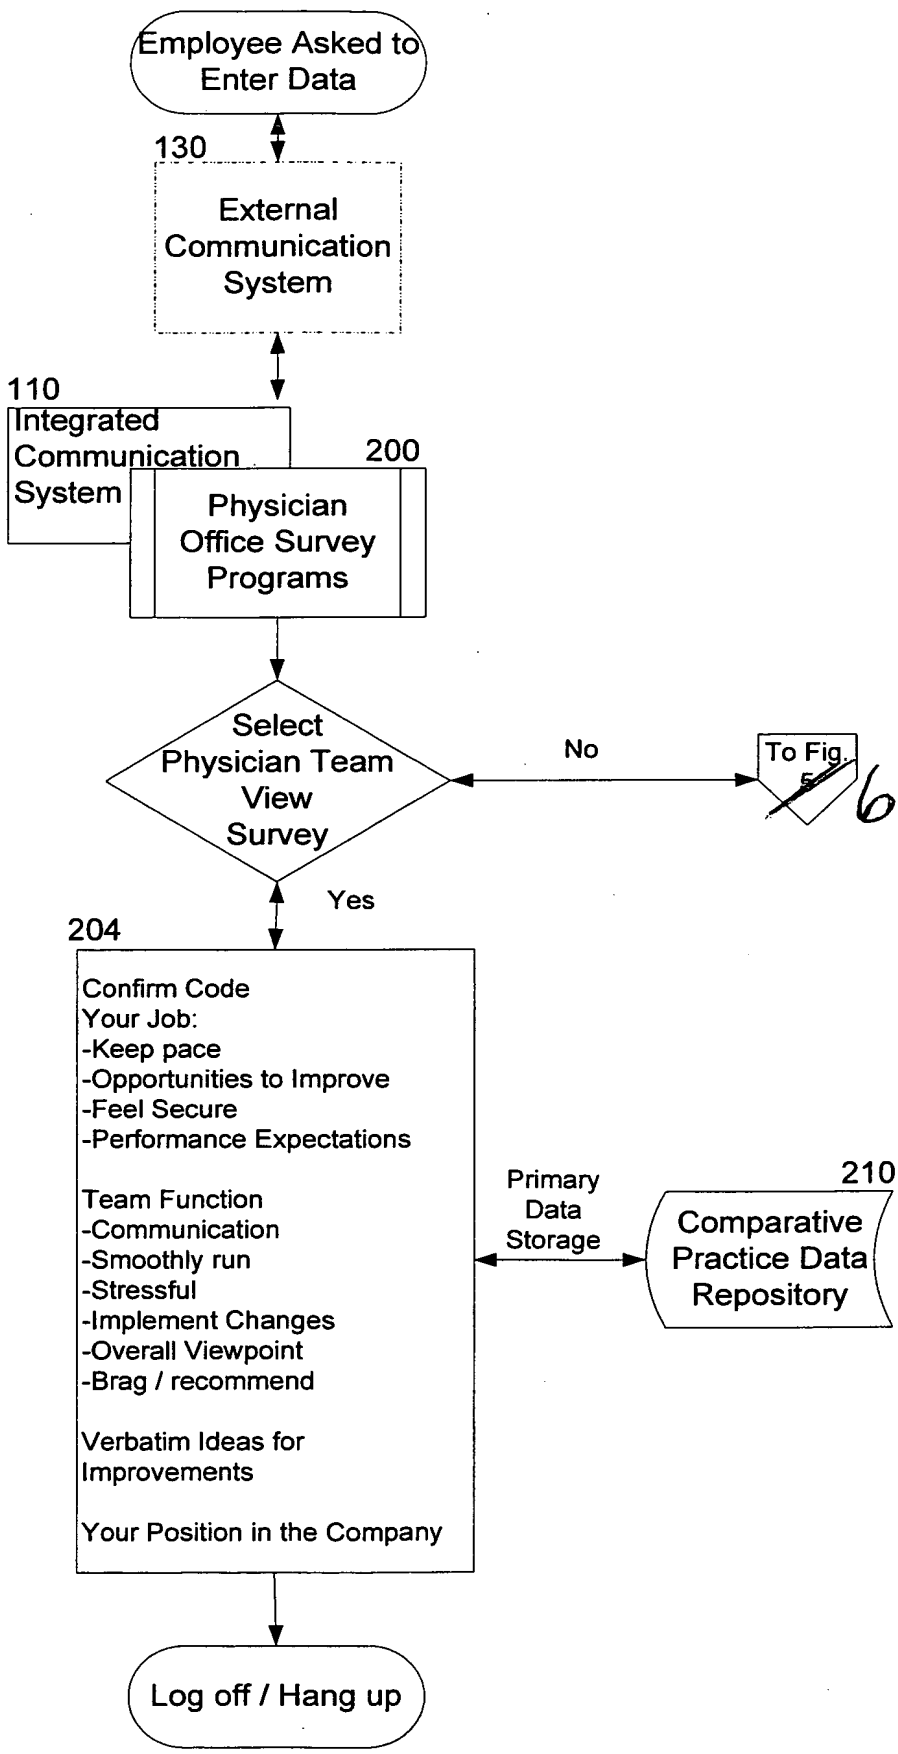 Employee Asked to
Enter Data
130
External
Communication
System
110
Integrated
Communication
System
200
Physician
Office Survey
Programs
Select
Physician Team
View
Survey
No
To Fig.
5
6
Yes
204
Confirm Code
Your Job:
-Keep pace
-Opportunities to Improve
-Feel Secure
-Performance Expectations
Team Function
-Communication
-Smoothly run
-Stressful
-Implement Changes
-Overall Viewpoint
-Brag / recommend
Verbatim Ideas for
Improvements
Your Position in the Company
Primary
Data
Storage
210
Comparative
Practice Data
Repository
Log off / Hang up